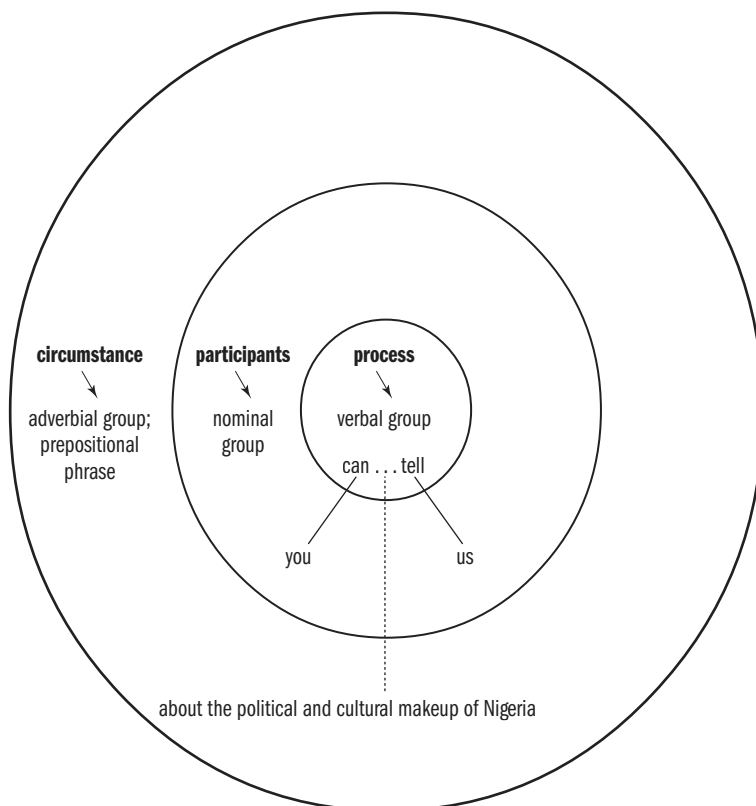 circumstance
adverbial group;
prepositional
phrase
participants
nominal
group
process
verbal group
can ... tell
you
us
about the political and cultural makeup of Nigeria